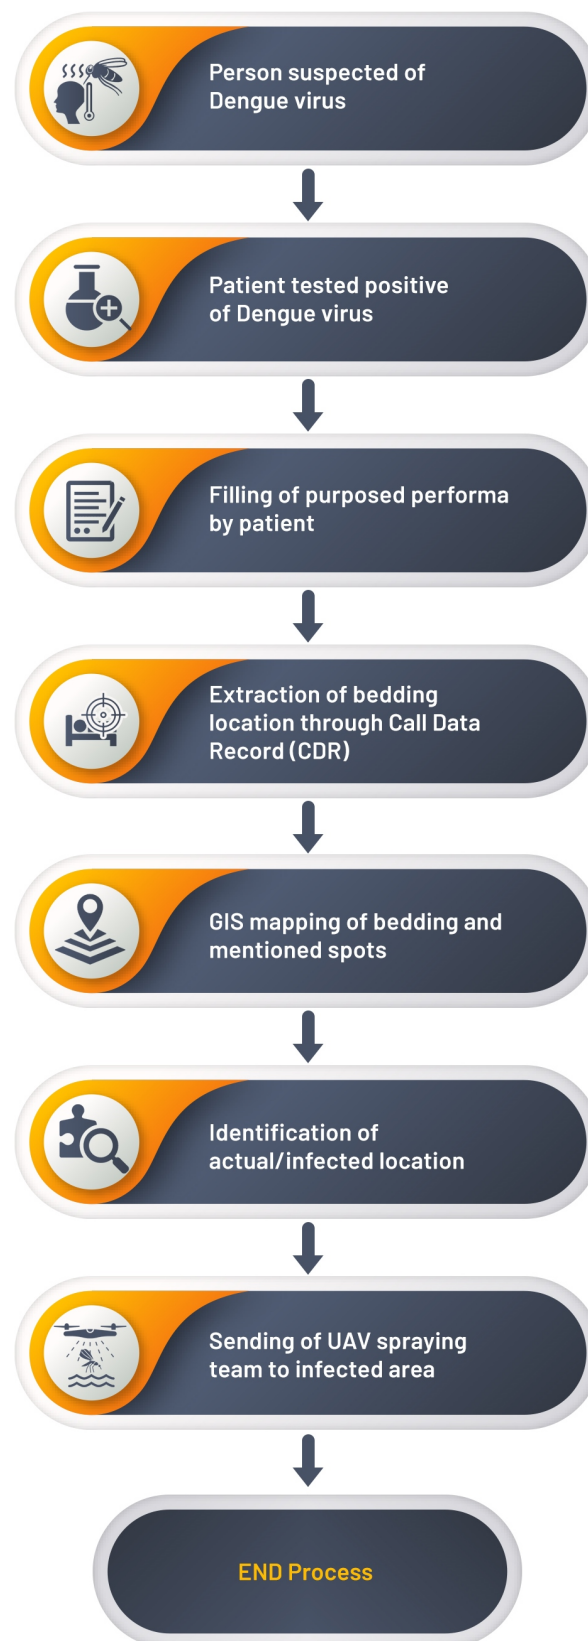 Person suspected of
Dengue virus
Patient tested positive
of Dengue virus
Filling of purposed performa
by patient
Extraction of bedding
location through Call Data
Record (CDR)
GIS mapping of bedding and
mentioned spots
Identification of
actual/infected location
Sending of UAV spraying
team to infected area
END Process